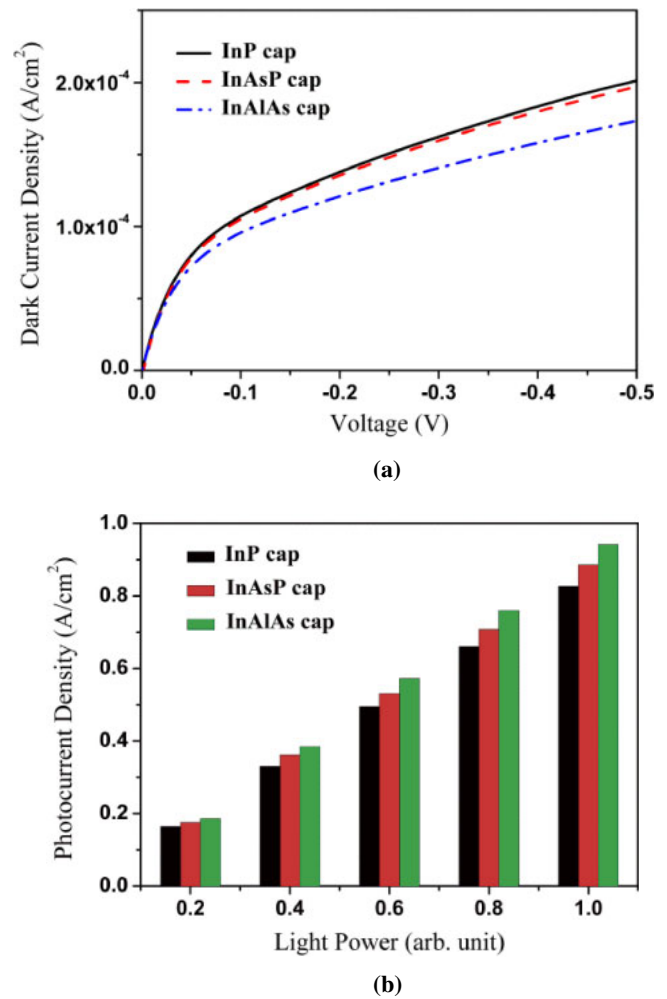 InP cap
InAsP cap
InAlAs cap
Dark Current Density (A/cm²)
2.0x10⁻⁴
1.0x10⁻⁴
0.0
0.0 -0.1 -0.2 -0.3 -0.4 -0.5
Voltage (V)
(a)
InP cap
InAsP cap
InAlAs cap
Photocurrent Density (A/cm²)
1.0
0.8
0.6
0.4
0.2
0.0
0.2 0.4 0.6 0.8 1.0
Light Power (arb. unit)
(b)